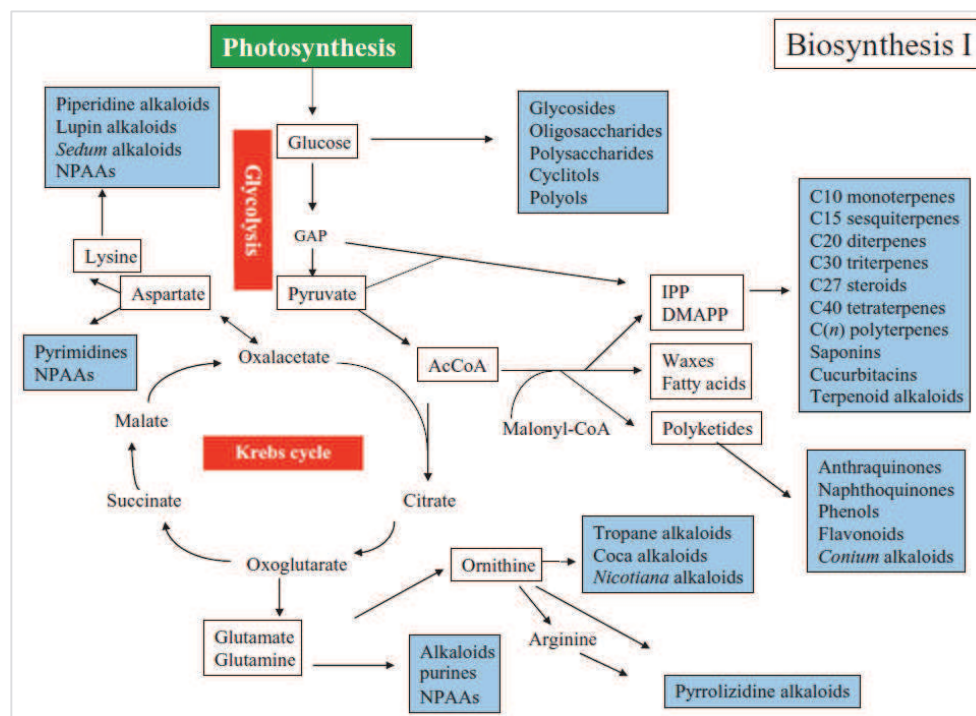 Photosynthesis
Biosynthesis I
Piperidine alkaloids
Lupin alkaloids
Sedum alkaloids
NPAAs
Glycolysis
Glucose
Glycosides
Oligosaccharides
Polysaccharides
Cyclitols
Polyols
GAP
Lysine
Aspartate
Pyruvate
IPP
DMAPP
C10 monoterpenes
C15 sesquiterpenes
C20 diterpenes
C30 triterpenes
C27 steroids
C40 tetraterpenes
C(n) polyterpenes
Saponins
Cucurbitacins
Terpenoid alkaloids
Pyrimidines
NPAAs
Oxalacetate
AcCoA
Waxes
Fatty acids
Malate
Malonyl-CoA
Polyketides
Krebs cycle
Succinate
Citrate
Anthraquinones
Naphthoquinones
Phenols
Flavonoids
Conium alkaloids
Oxoglutarate
Ornithine
Tropane alkaloids
Coca alkaloids
Nicotiana alkaloids
Glutamate
Glutamine
Arginine
Alkaloids
purines
NPAAs
Pyrrolizidine alkaloids